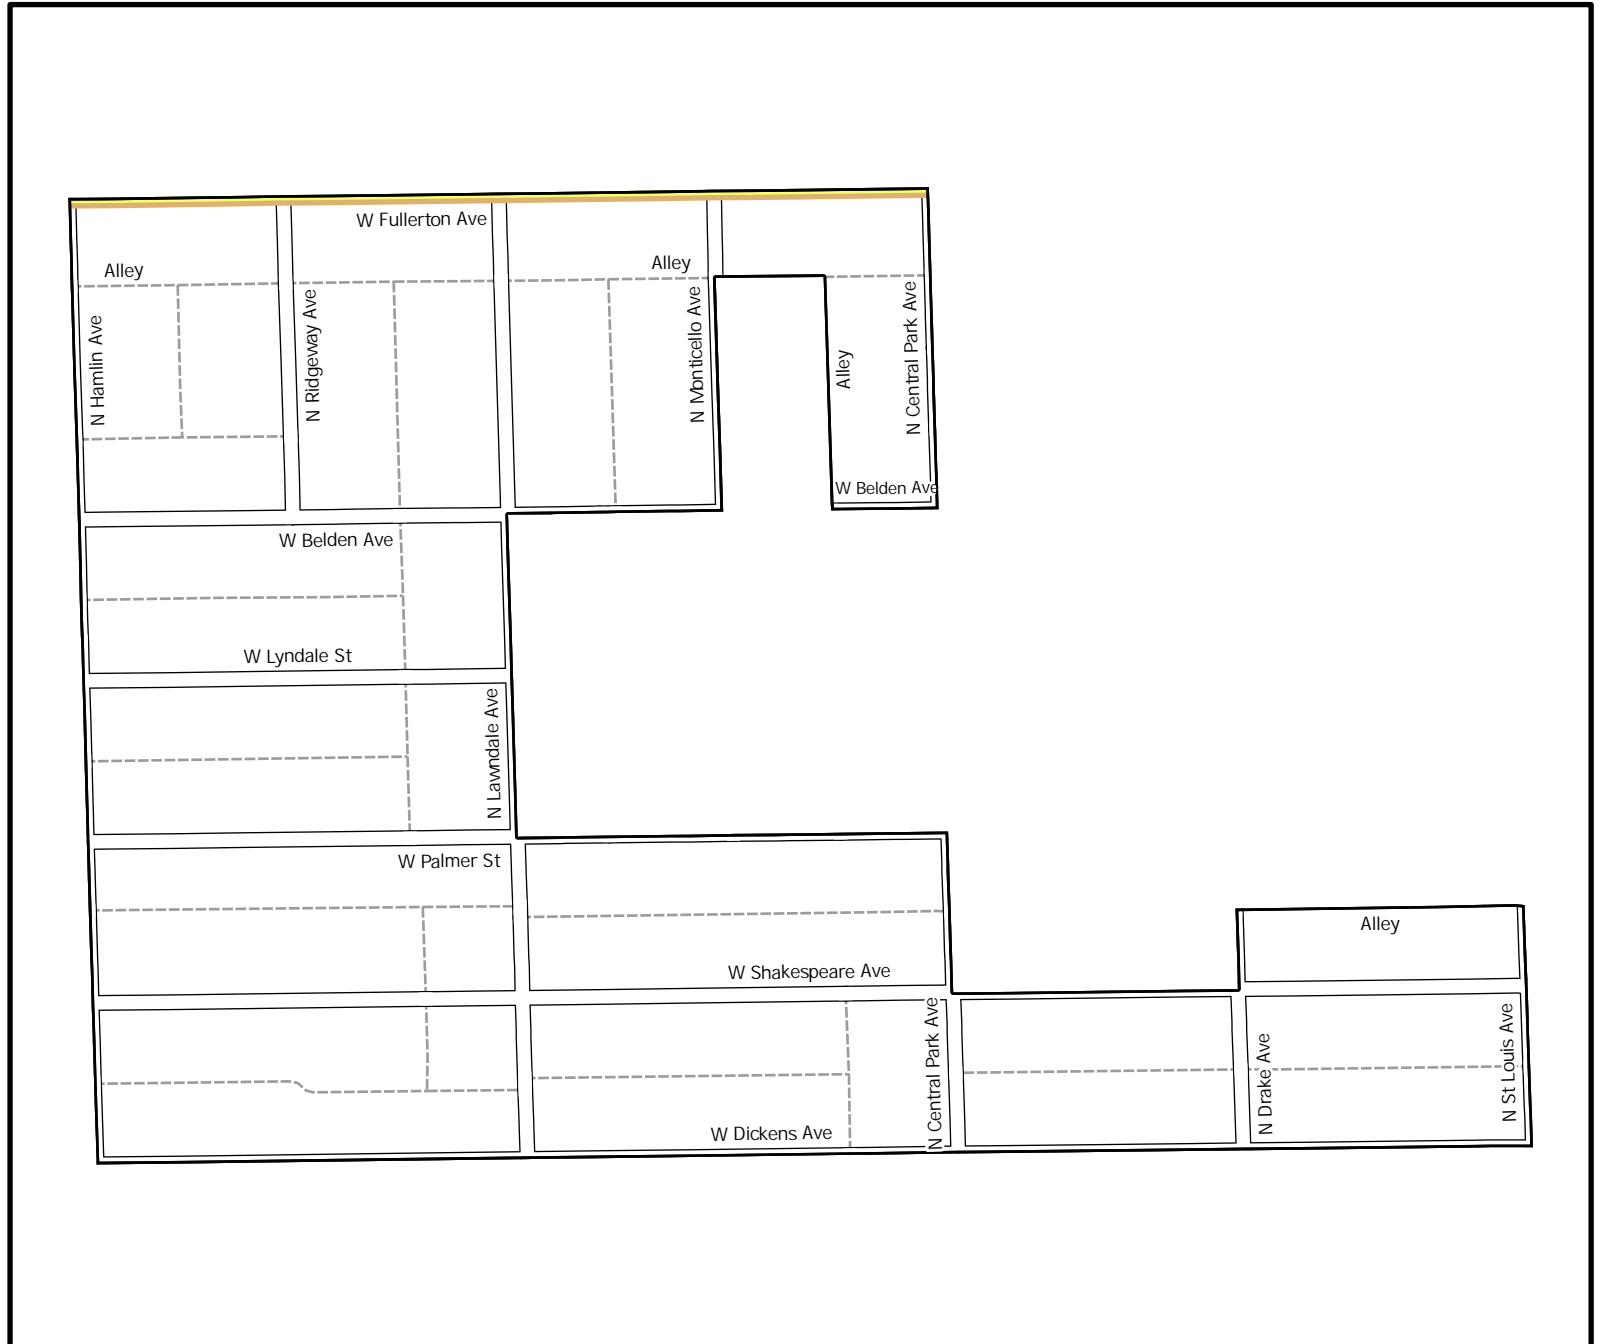 W Fullerton Ave
Alley
Alley
N Hamlin Ave
N Ridgeway Ave
N Monticello Ave
Alley
N Central Park Ave
W Belden Ave
W Belden Ave
W Lyndale St
N Lawndale Ave
W Palmer St
Alley
W Shakespeare Ave
N Central Park Ave
N Drake Ave
N St Louis Ave
W Dickens Ave